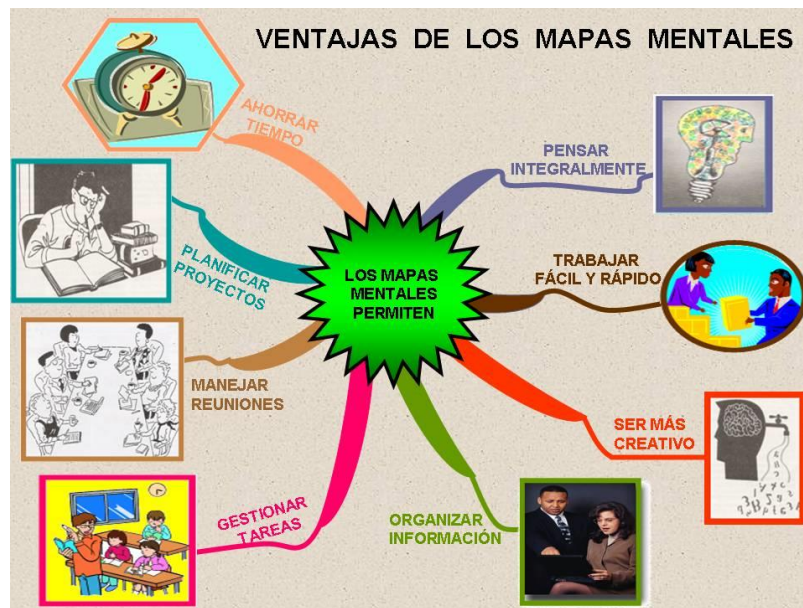 VENTAJAS DE LOS MAPAS MENTALES
LOS MAPAS
MENTALES
PERMITEN
PENSAR
INTEGRALMENTE
TRABAJAR
FÁCIL Y RÁPIDO
SER MÁS
CREATIVO
ORGANIZAR
INFORMACIÓN
GESTIONAR
TAREAS
MANEJAR
REUNIONES
PLANIFICAR
PROYECTOS
AHORRAR
TIEMPO